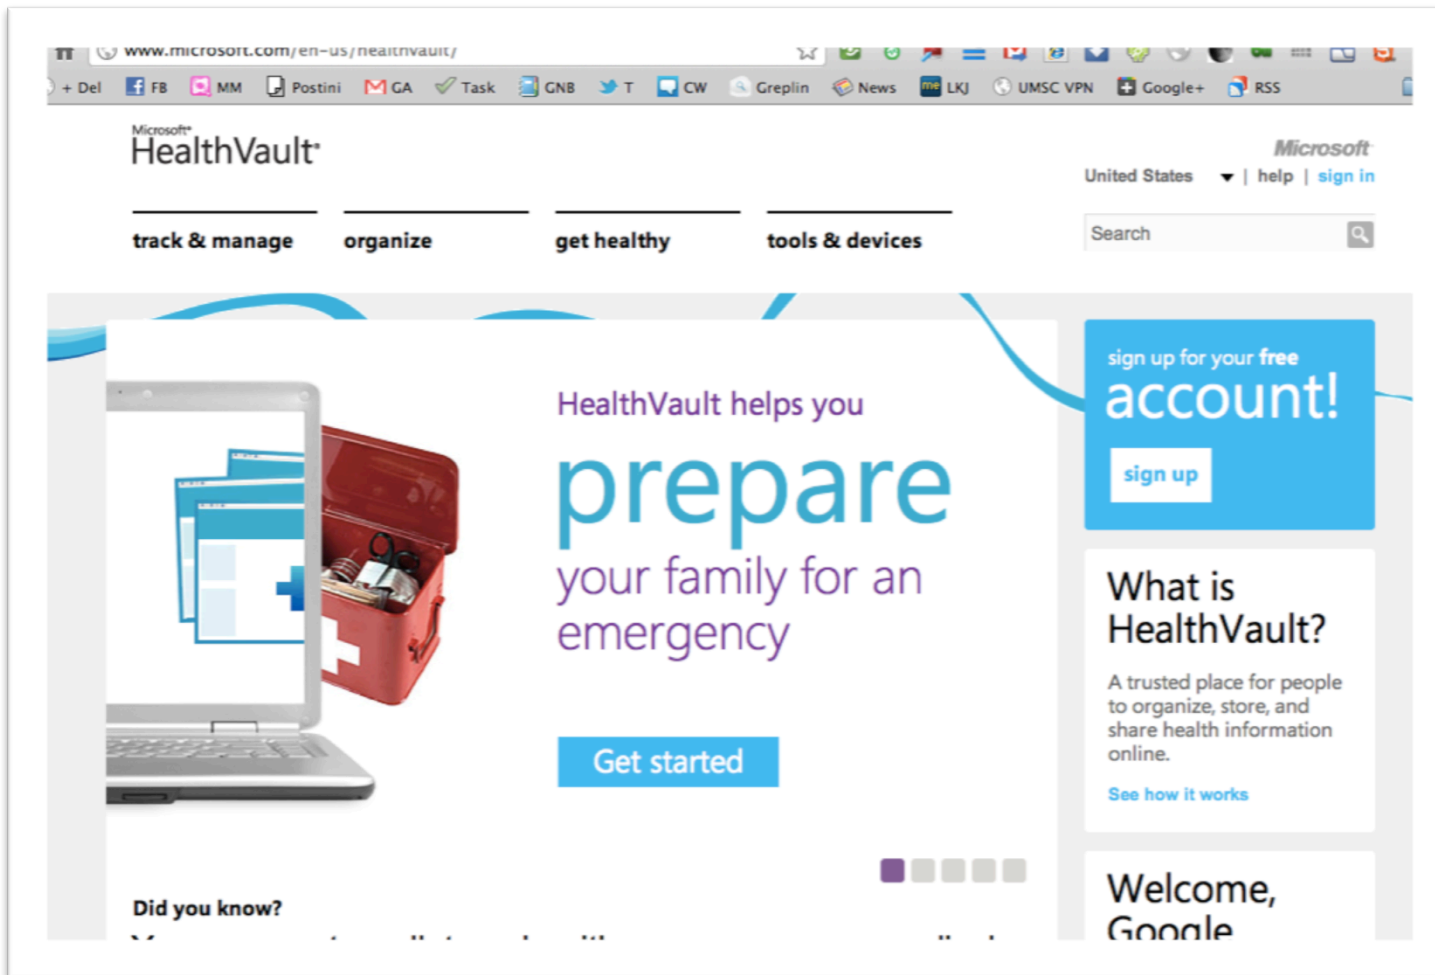 www.microsoft.com/en-us/healthvault/
+ Del FB MM Postini GA Task GNB T CW Greplin News me LKJ UMSC VPN Google+ RSS
Microsoft®
HealthVault®
Microsoft
United States | help | sign in
track & manage organize get healthy tools & devices
Search
HealthVault helps you
prepare
your family for an
emergency
Get started
Did you know?
sign up for your free
account!
sign up
What is
HealthVault?
A trusted place for people
to organize, store, and
share health information
online.
See how it works
Welcome,
Google